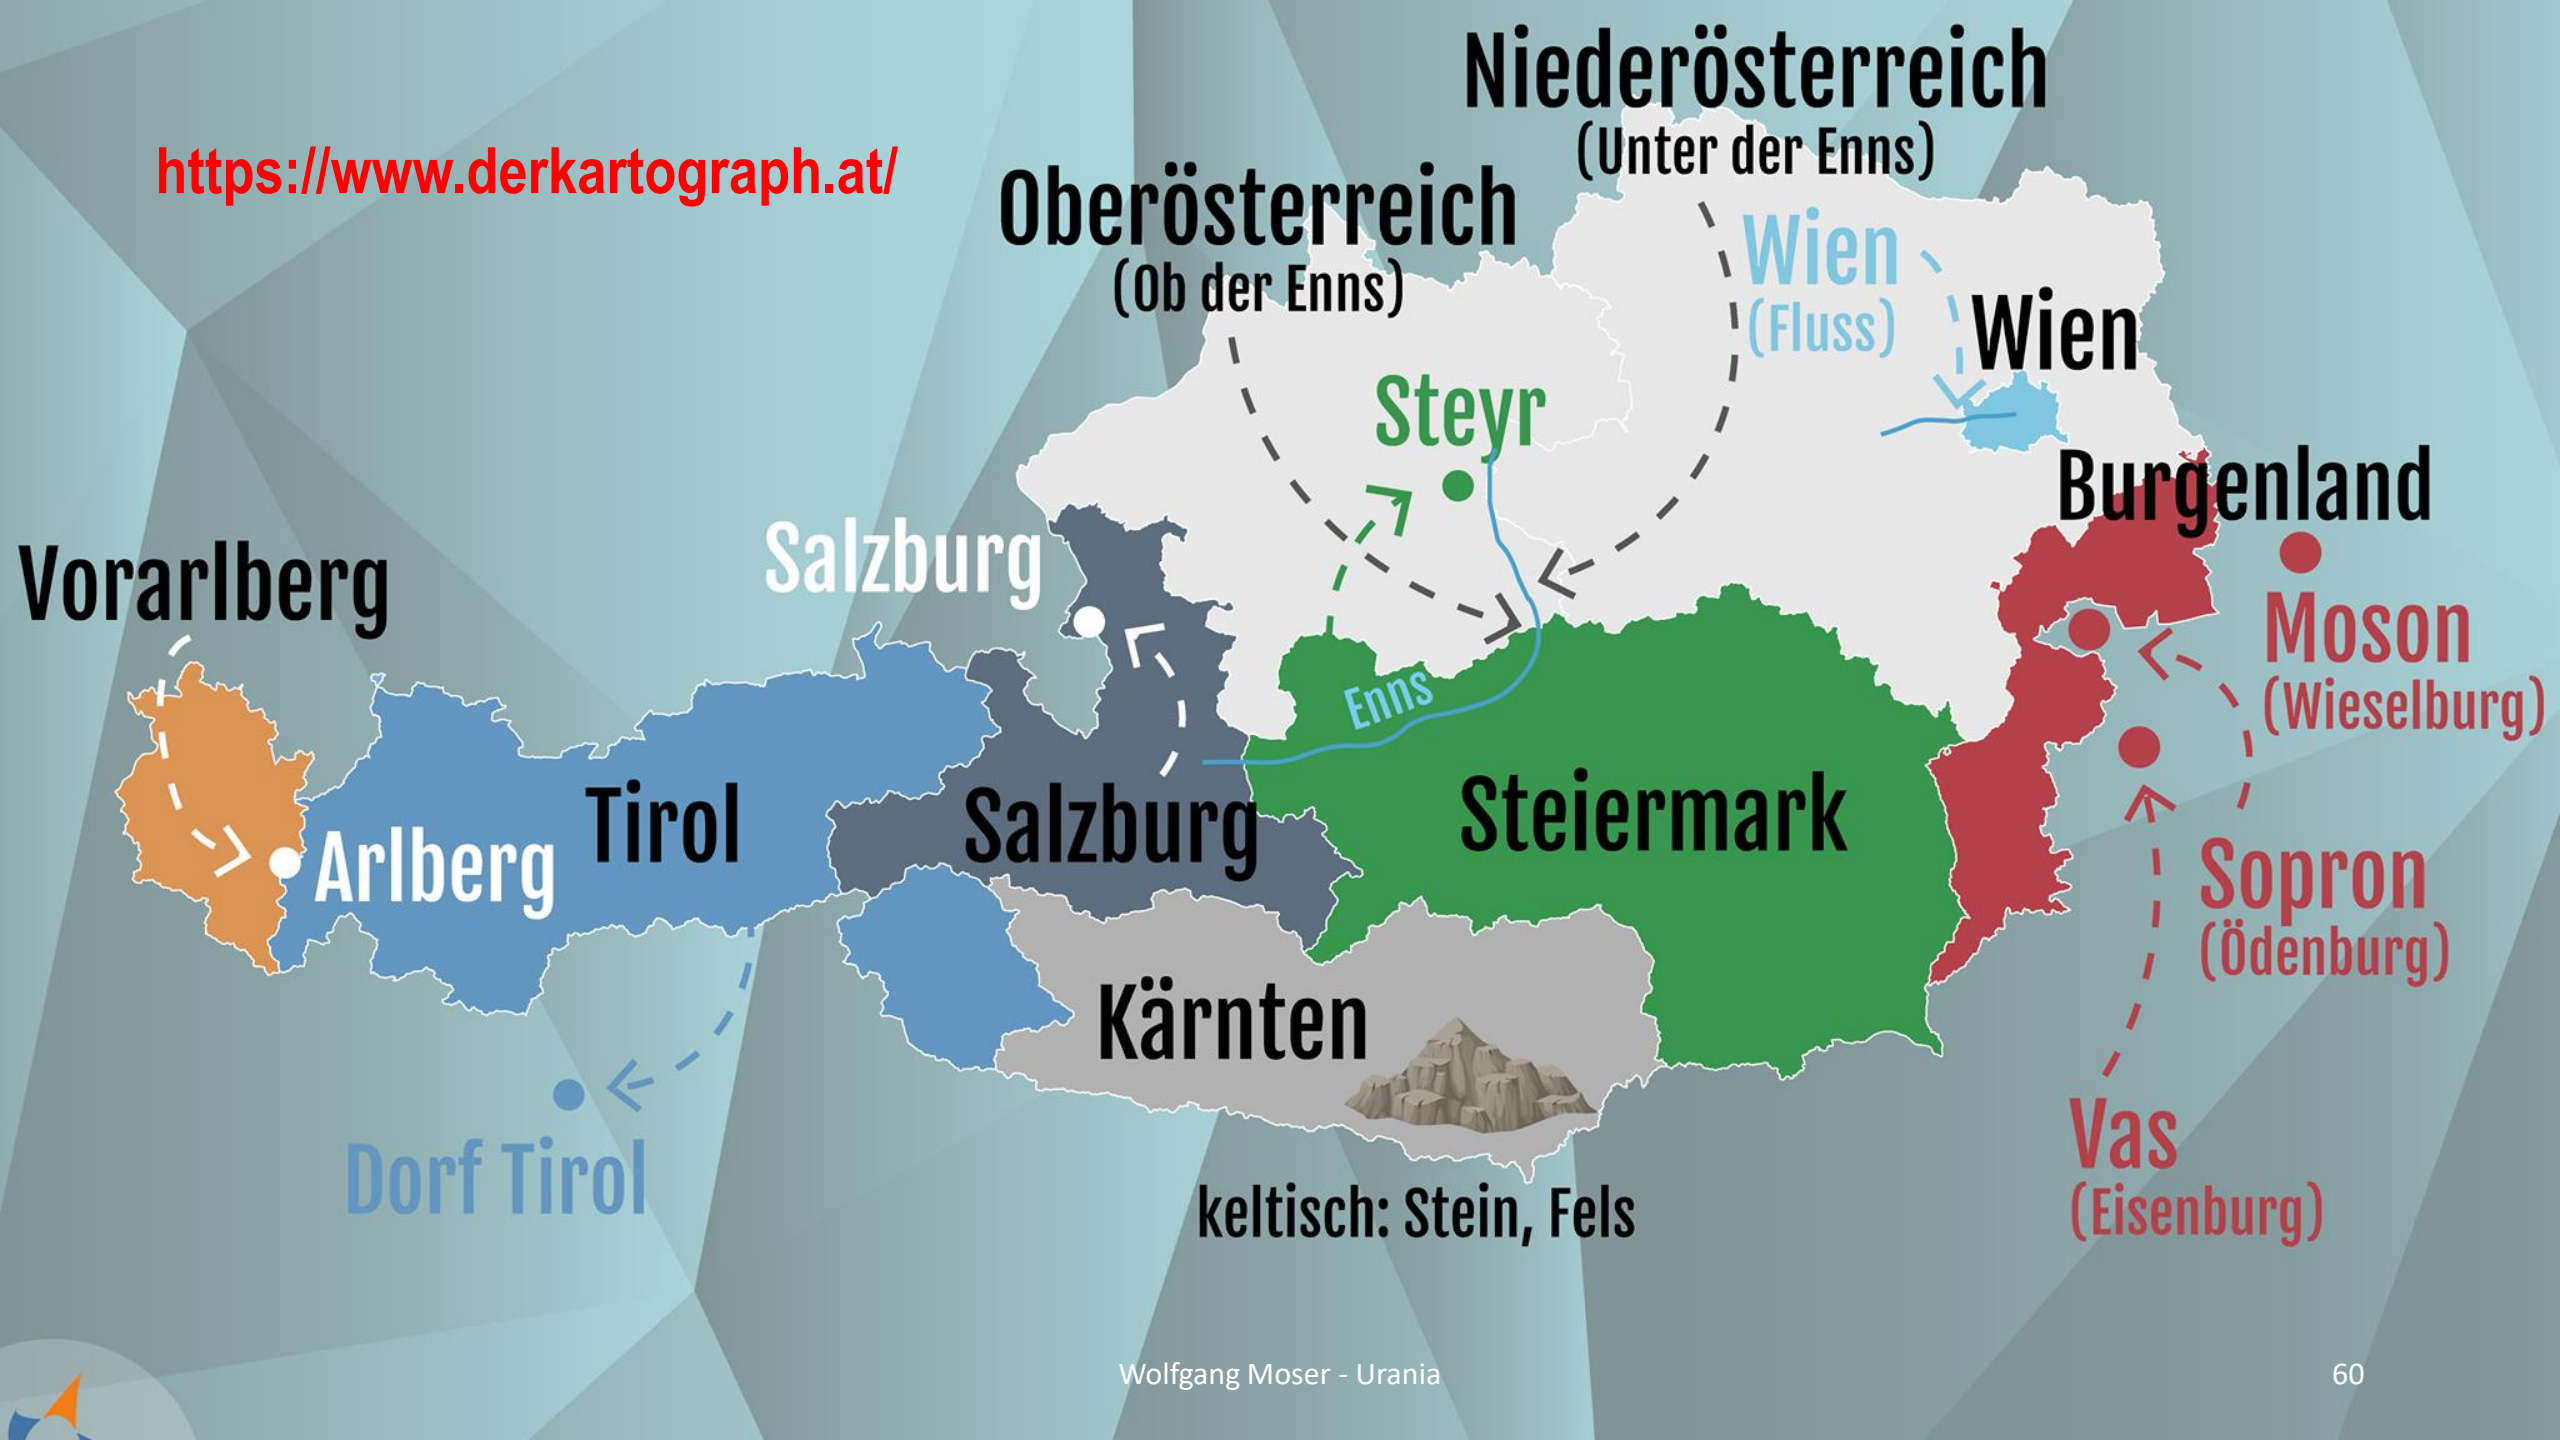 Niederösterreich
(Unter der Enns)
https://www.derkartograph.at/
Oberösterreich
(Ob der Enns)
Wien
(Fluss)
Wien
Steyr
Burgenland
Salzburg
Vorarlberg
Moson
(Wieselburg)
Enns
Tirol
Salzburg
Steiermark
Arlberg
Sopron
(Ödenburg)
Kärnten
Vas
(Eisenburg)
Dorf Tirol
keltisch: Stein, Fels
Wolfgang Moser - Urania
60